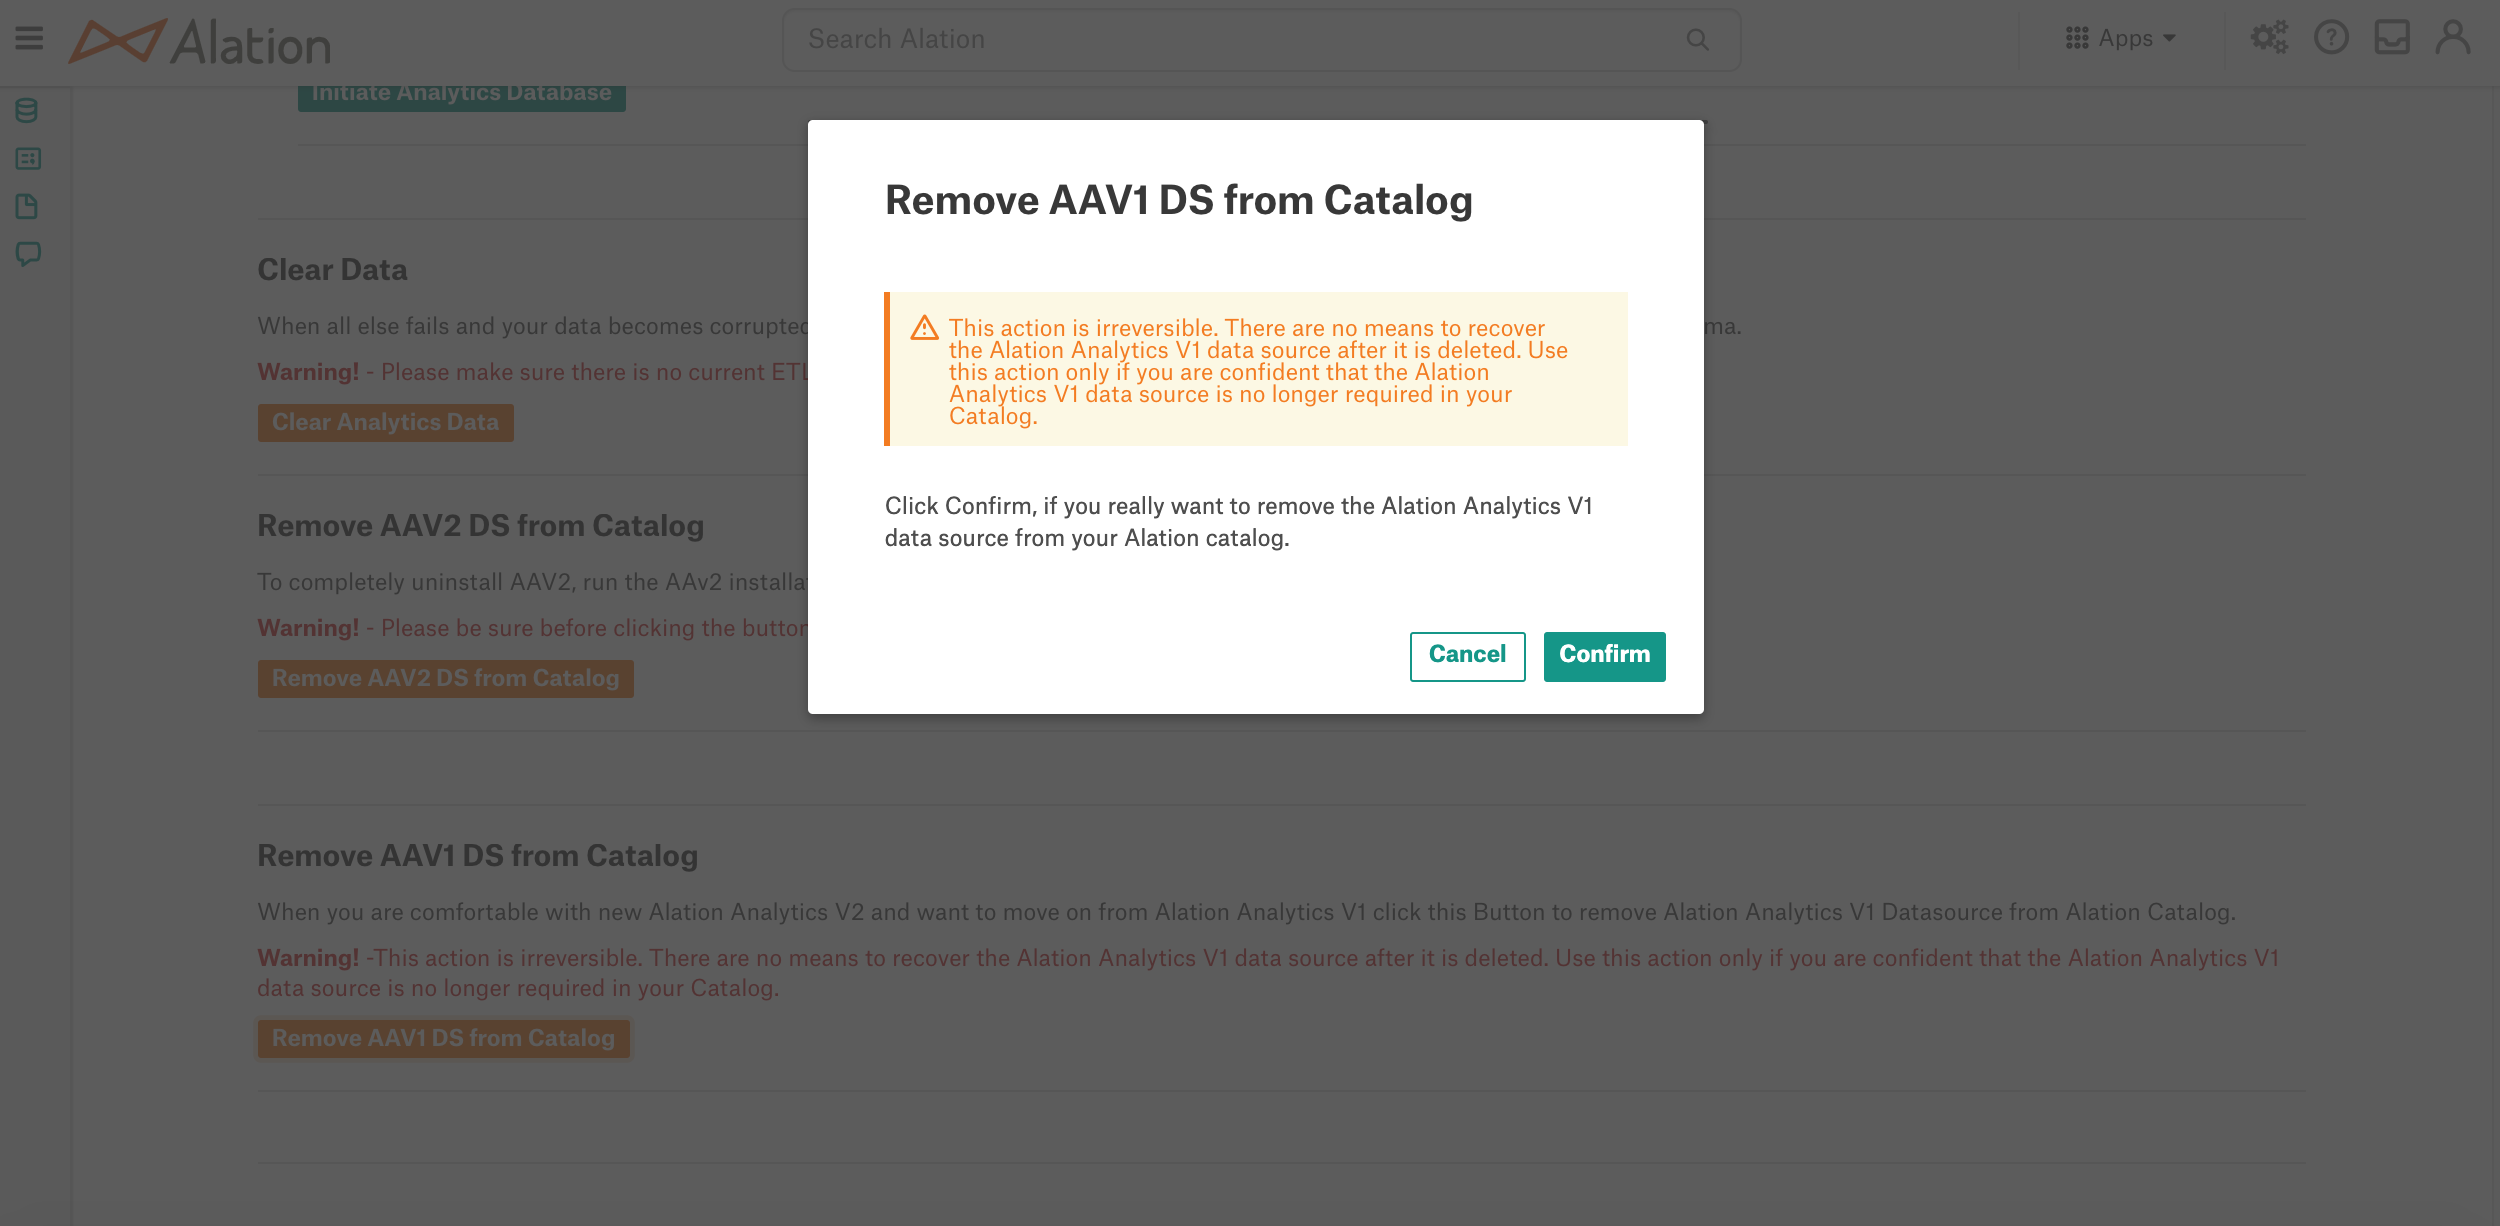 Alation
Search Alation
Apps
Initiate Analytics Database
Clear Data
When all else fails and your data becomes corrupted
ma.
Warning! - Please make sure there is no current ETL
Clear Analytics Data
Remove AAV2 DS from Catalog
To completely uninstall AAV2, run the AAv2 installa
Warning! - Please be sure before clicking the button
Remove AAV2 DS from Catalog
Remove AAV1 DS from Catalog
This action is irreversible. There are no means to recover
the Alation Analytics V1 data source after it is deleted. Use
this action only if you are confident that the Alation
Analytics V1 data source is no longer required in your
Catalog.
Click Confirm, if you really want to remove the Alation Analytics V1
data source from your Alation catalog.
Cancel
Confirm
Remove AAV1 DS from Catalog
When you are comfortable with new Alation Analytics V2 and want to move on from Alation Analytics V1 click this Button to remove Alation Analytics V1 Datasource from Alation Catalog.
Warning! -This action is irreversible. There are no means to recover the Alation Analytics V1 data source after it is deleted. Use this action only if you are confident that the Alation Analytics V1
data source is no longer required in your Catalog.
Remove AAV1 DS from Catalog